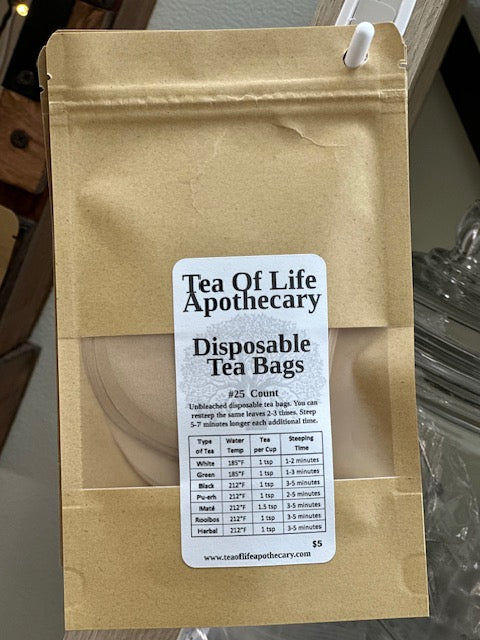 Tea Of Life
Apothecary
Disposable
Tea Bags
#25 Count
Unbleached disposable tea bags. You can
resteep the same leaves 2-3 times. Steep
5-7 minutes longer each additional time.
Type of Tea Water Temp Tea per Cup Steeping Time
White 185°F 1 tsp 1-2 minutes
Green 185°F 1 tsp 1-3 minutes
Black 212°F 1 tsp 3-5 minutes
Pu-erh 212°F 1 tsp 2-5 minutes
Maté 212°F 1.5 tsp 3-5 minutes
Rooibos 212°F 1 tsp 3-5 minutes
Herbal 212°F 1 tsp 3-5 minutes
$5
www.teaoflifeapothecary.com